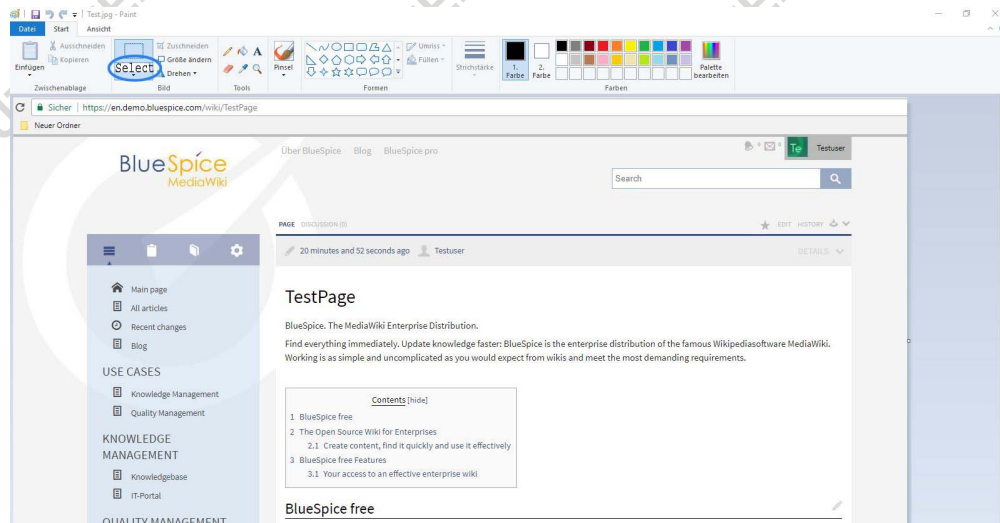 Test.jpg - Paint
Datei Start Ansicht
Einfügen
Ausschneiden
Kopieren
Zwischenablage
Select
Zuschneiden
Größe ändern
Drehen
Bild
A
Tools
Pinsel
Umriss
Füllen
Formen
Strichstärke
1.
Farbe
2.
Farbe
Palette
bearbeiten
Farben
Sicher https://en.demo.bluespice.com/wiki/TestPage
Neuer Ordner
BlueSpice
MediaWiki
Über BlueSpice Blog BlueSpice pro
Te Testuser
Search
PAGE DISCUSSION (0) EDIT HISTORY
20 minutes and 52 seconds ago Testuser DETAILS
Main page
All articles
Recent changes
Blog
USE CASES
Knowledge Management
Quality Management
KNOWLEDGE
MANAGEMENT
Knowledgebase
IT-Portal
QUALITY MANAGEMENT
TestPage
BlueSpice. The MediaWiki Enterprise Distribution.
Find everything immediately. Update knowledge faster: BlueSpice is the enterprise distribution of the famous Wikipediasoftware MediaWiki.
Working is as simple and uncomplicated as you would expect from wikis and meet the most demanding requirements.
Contents [hide]
1 BlueSpice free
2 The Open Source Wiki for Enterprises
2.1 Create content, find it quickly and use it effectively
3 BlueSpice free Features
3.1 Your access to an effective enterprise wiki
BlueSpice free